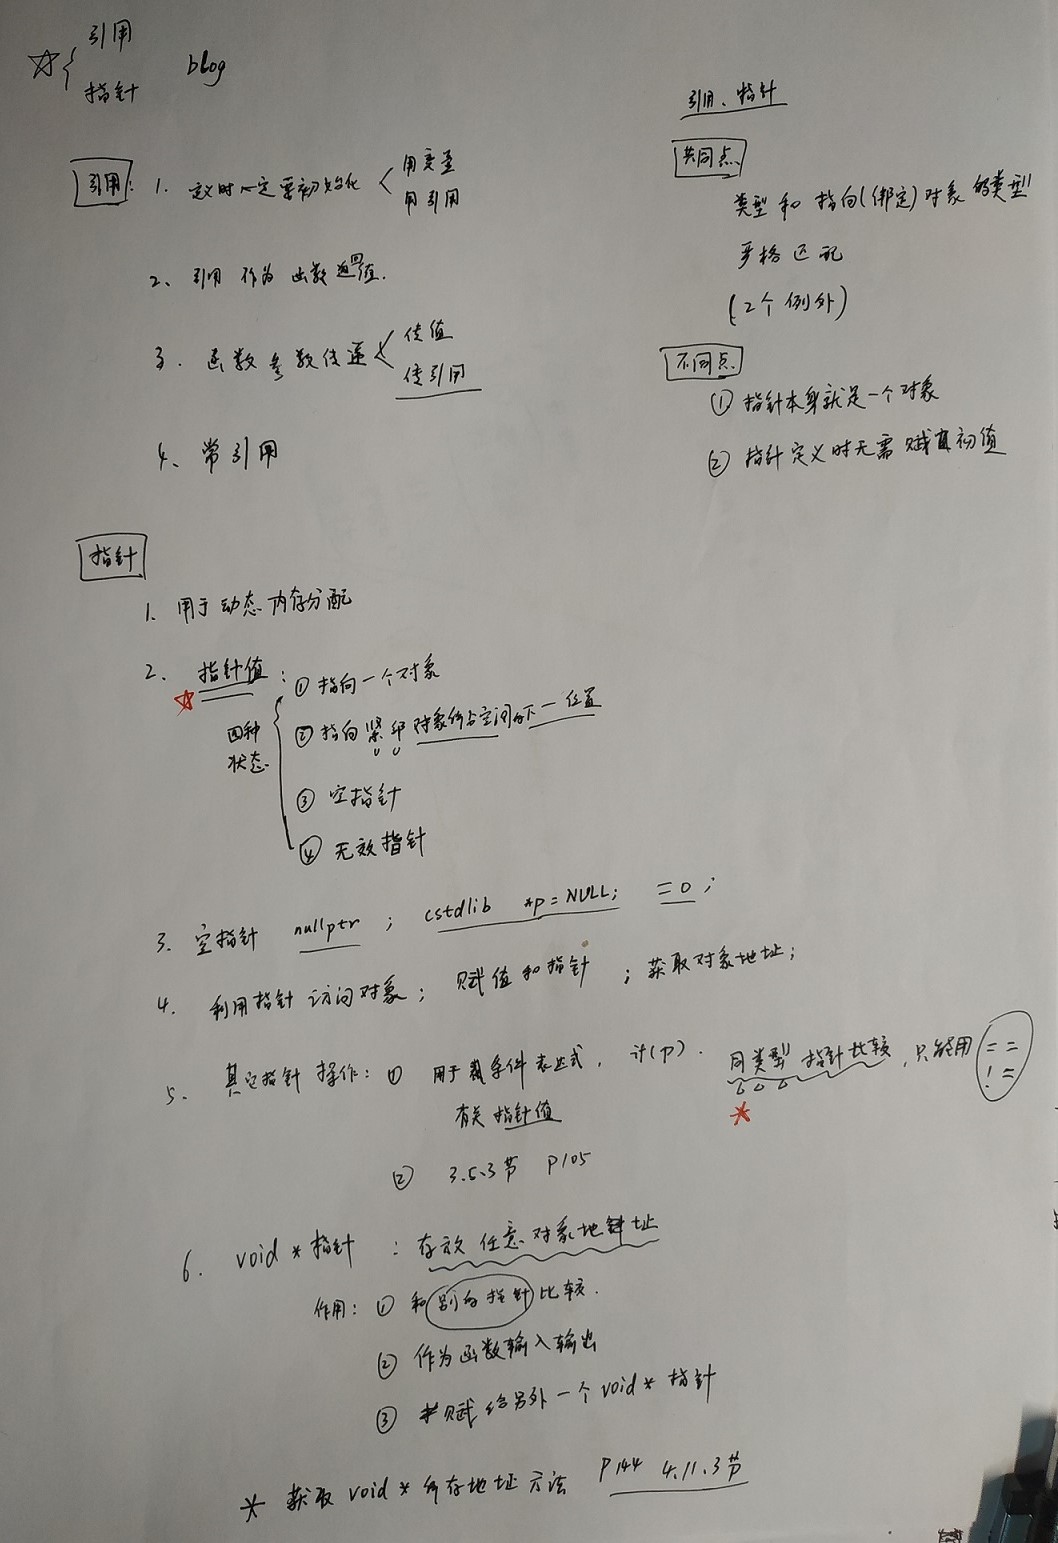 引用
指针
blog
引用: 1. 定义时一定要初始化
用变量
用引用
2、引用作为函数返回值.
3. 函数参数传递
传值
传引用
4、常引用
引用、指针
共同点
类型和指向(绑定)对象的类型
严格匹配
(2个例外)
不同点
① 指针本身就是一个对象
② 指针定义时无需赋初值
指针
1. 用于动态内存分配
2. 指针值:
四种
状态
① 指向一个对象
② 指向紧邻对象所占空间的下一位置
③ 空指针
④ 无效指针
3. 空指针 nullptr ; cstdlib *p=NULL; =0;
4. 利用指针访问对象; 赋值和指针; 获取对象地址;
5. 其它指针操作: ① 用于条件表达式, if(p). 同类型指针比较, 只能用 == !=
有关指针值
② 3.5.3节 P105
6. void * 指针 : 存放任意对象地址
作用: ① 和别的指针比较.
② 作为函数输入输出
③ 赋给另外一个void * 指针
* 获取void * 所存地址方法 P144 4.11.3节